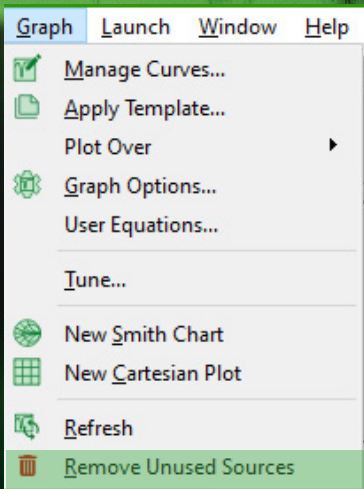 Graph Launch Window Help
Manage Curves...
Apply Template...
Plot Over
Graph Options...
User Equations...
Tune...
New Smith Chart
New Cartesian Plot
Refresh
Remove Unused Sources